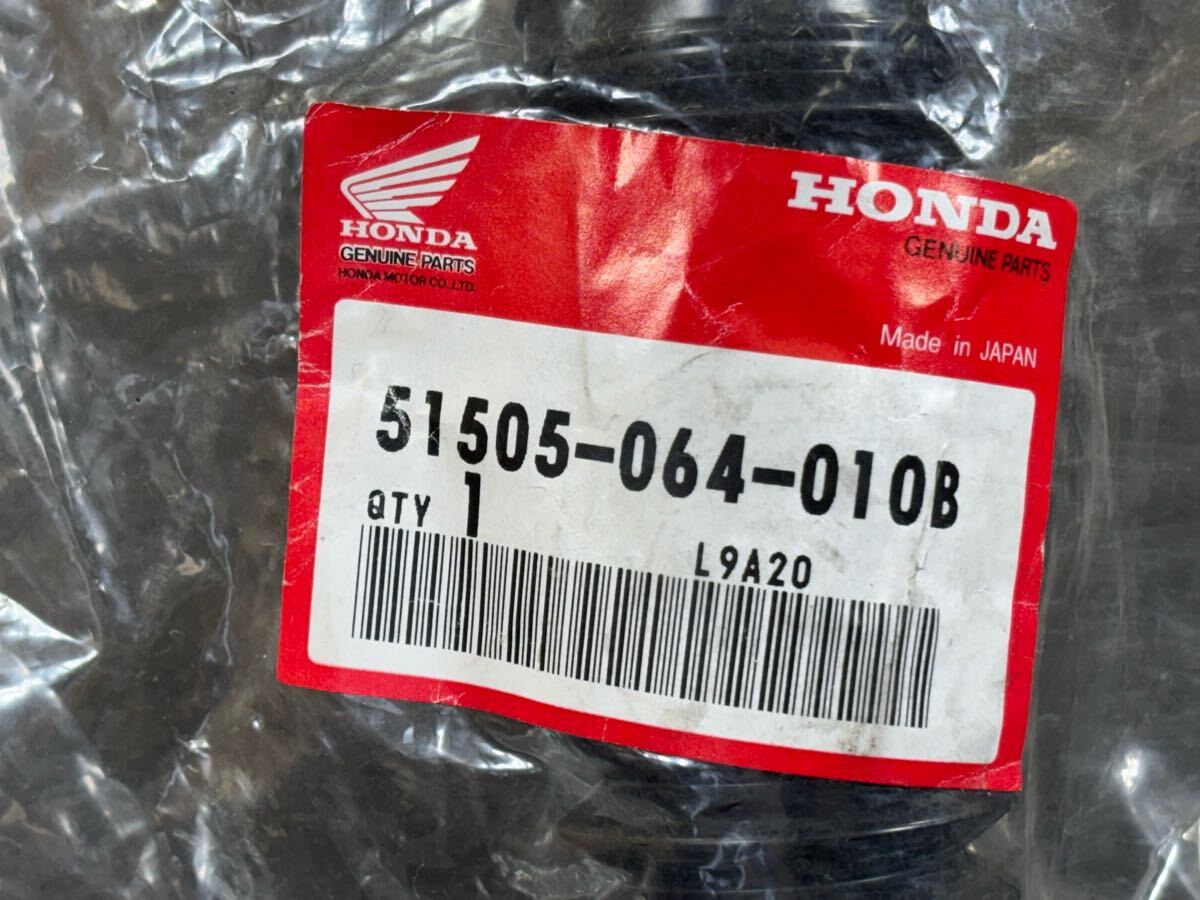 HONDA
GENUINE PARTS
HONDA MOTOR CO.,LTD.
HONDA
GENUINE PARTS
Made in JAPAN
51505-064-010B
QTY 1
L9A20